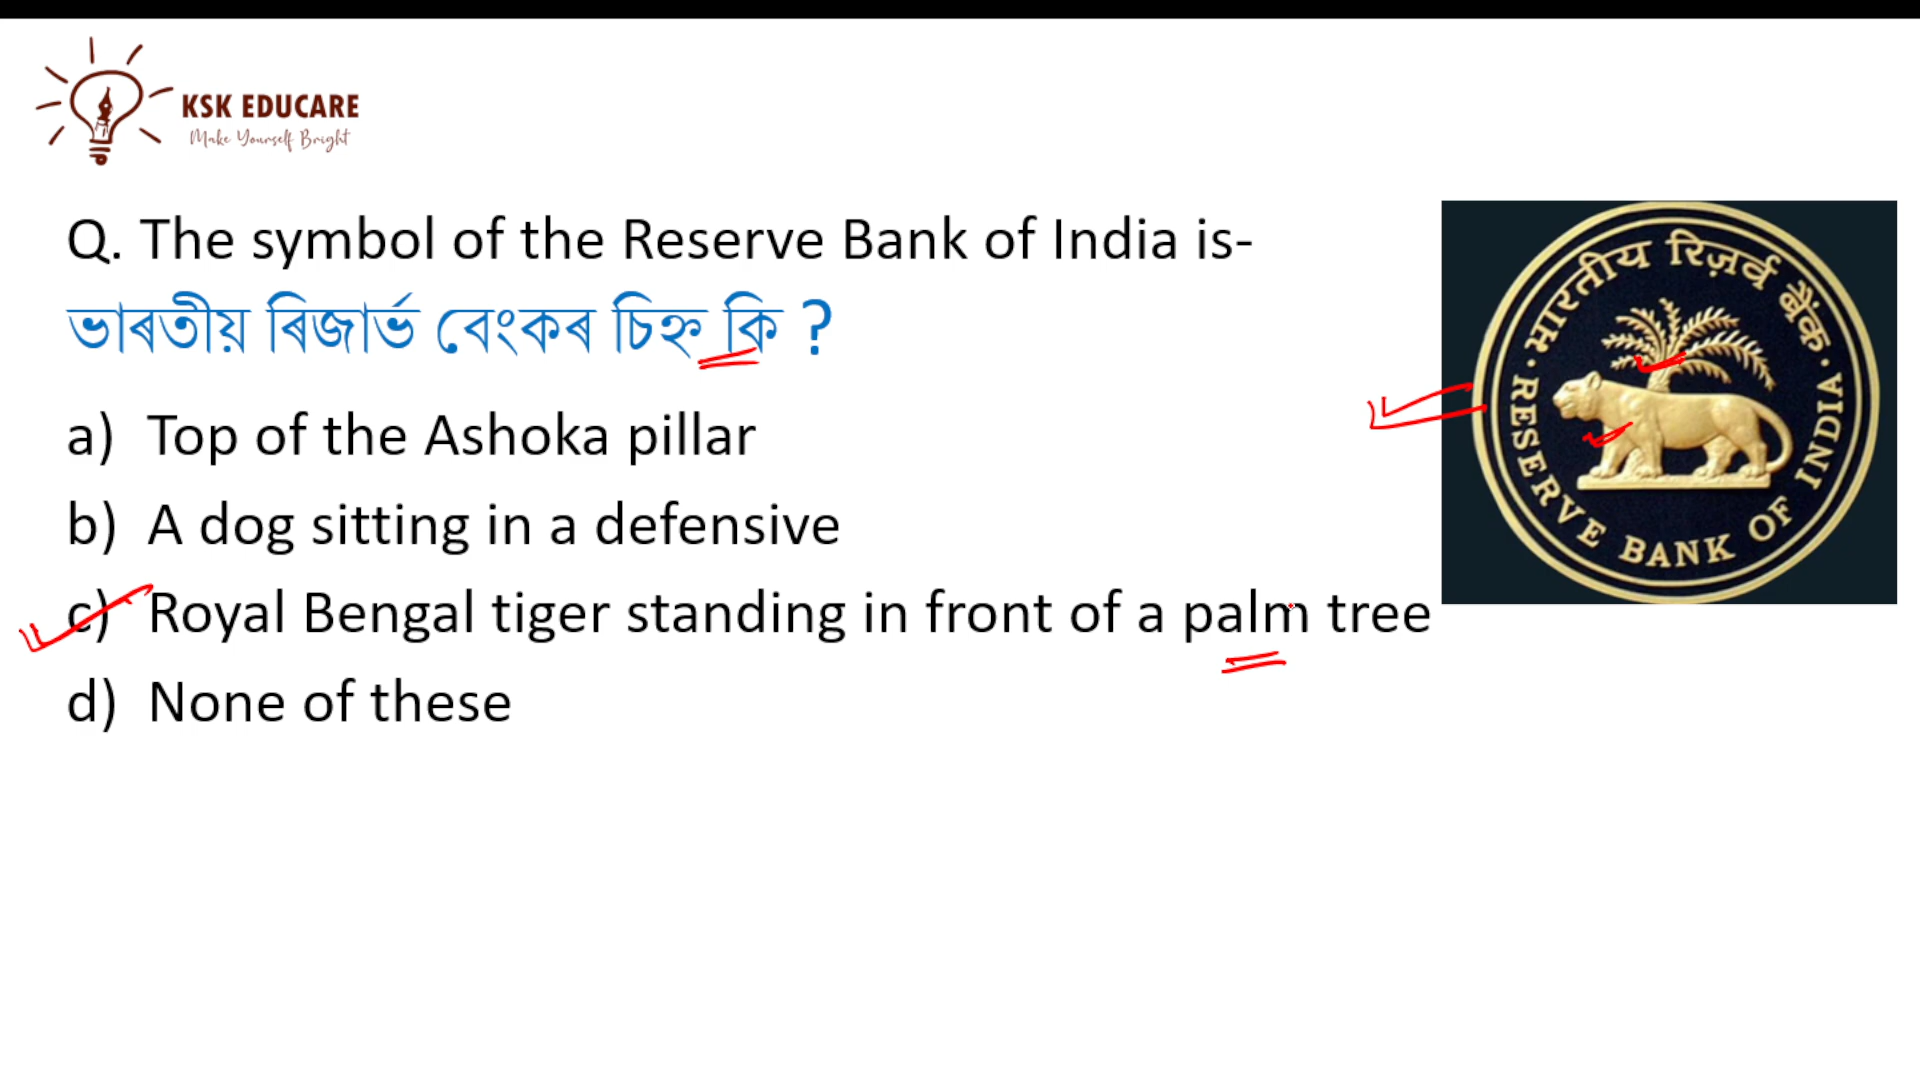 KSK EDUCARE
Make Yourself Bright
Q. The symbol of the Reserve Bank of India is-
ভাৰতীয় ৰিজাৰ্ভ বেংকৰ চিহ্ন কি ?
a) Top of the Ashoka pillar
b) A dog sitting in a defensive
c) Royal Bengal tiger standing in front of a palm tree
d) None of these
भारतीय रिज़र्व बैंक
RESERVE BANK OF INDIA